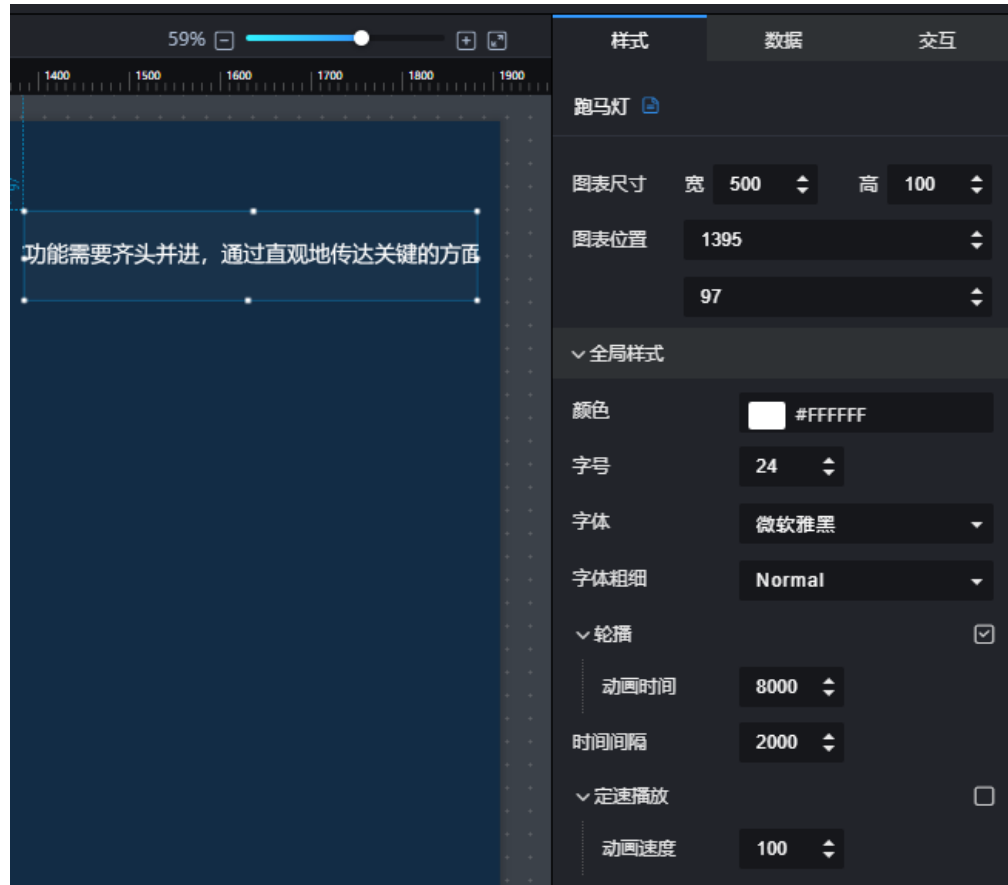 59%
样式 数据 交互
1400 1500 1600 1700 1800 1900
跑马灯
图表尺寸 宽 500 高 100
图表位置 1395
97
功能需要齐头并进，通过直观地传达关键的方面
全局样式
颜色 #FFFFFF
字号 24
字体 微软雅黑
字体粗细 Normal
轮播
动画时间 8000
时间间隔 2000
定速播放
动画速度 100